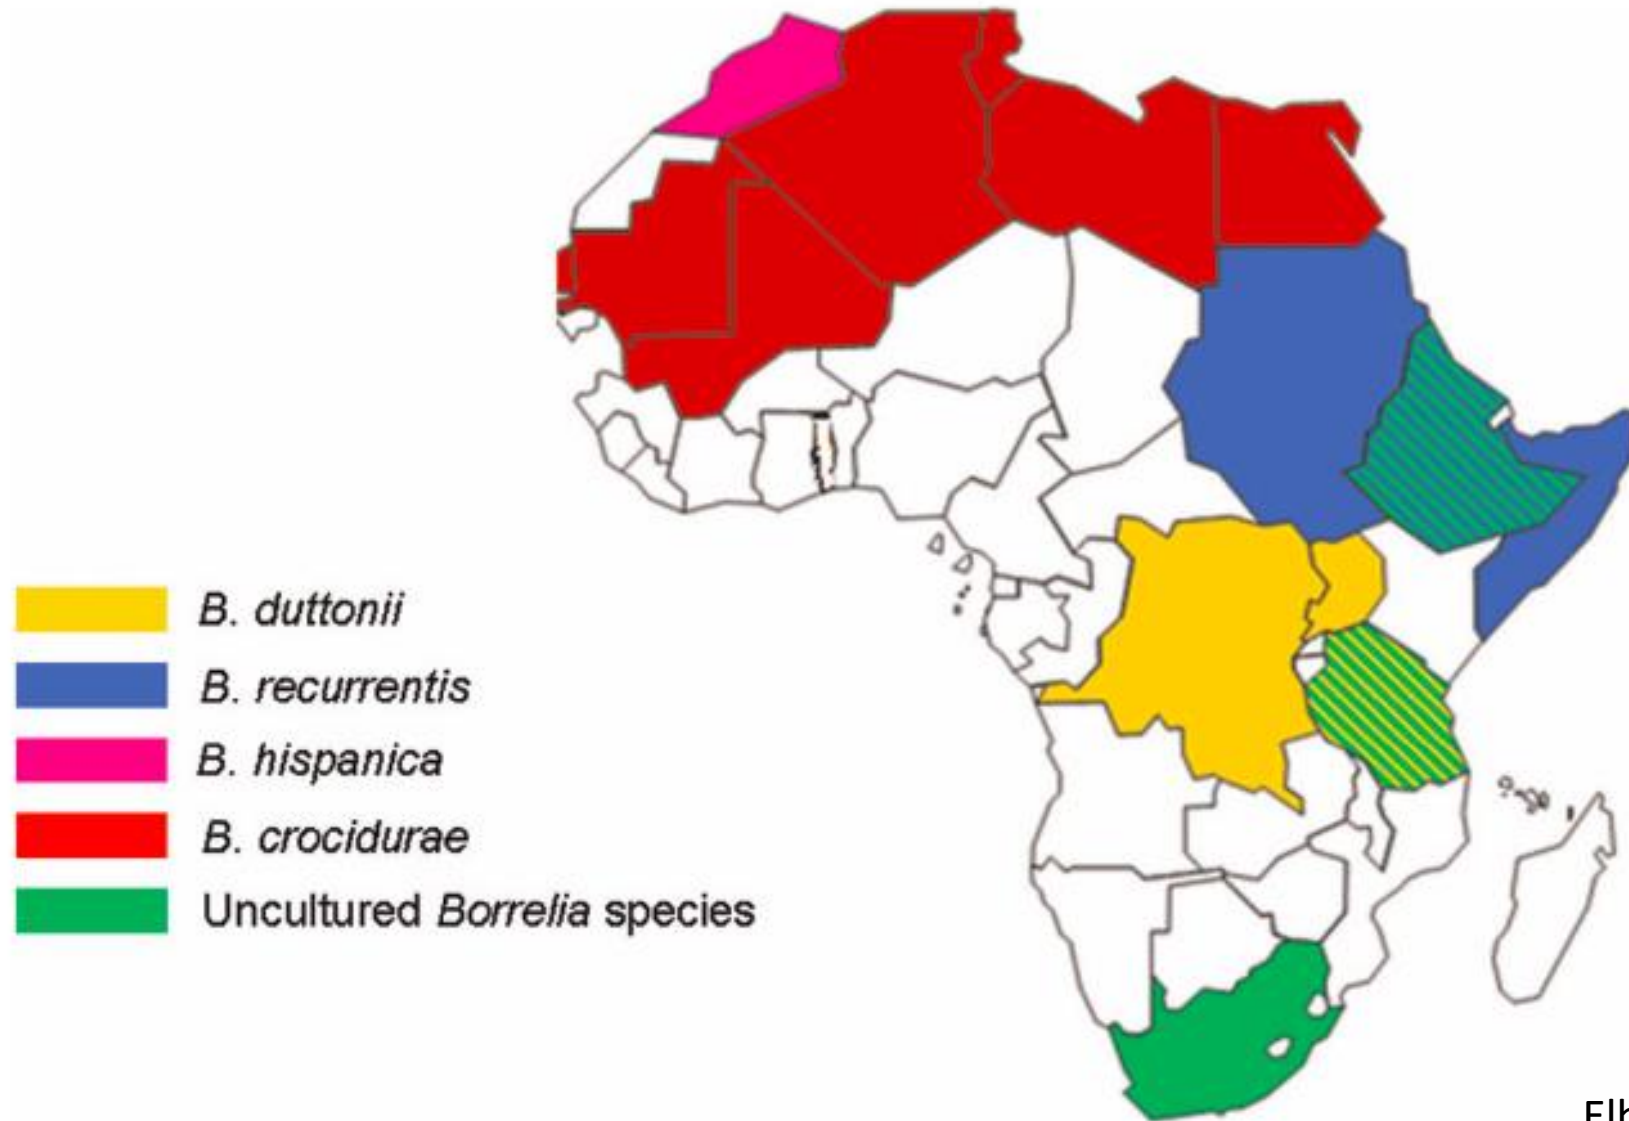 B. duttonii
B. recurrentis
B. hispanica
B. crocidurae
Uncultured Borrelia species